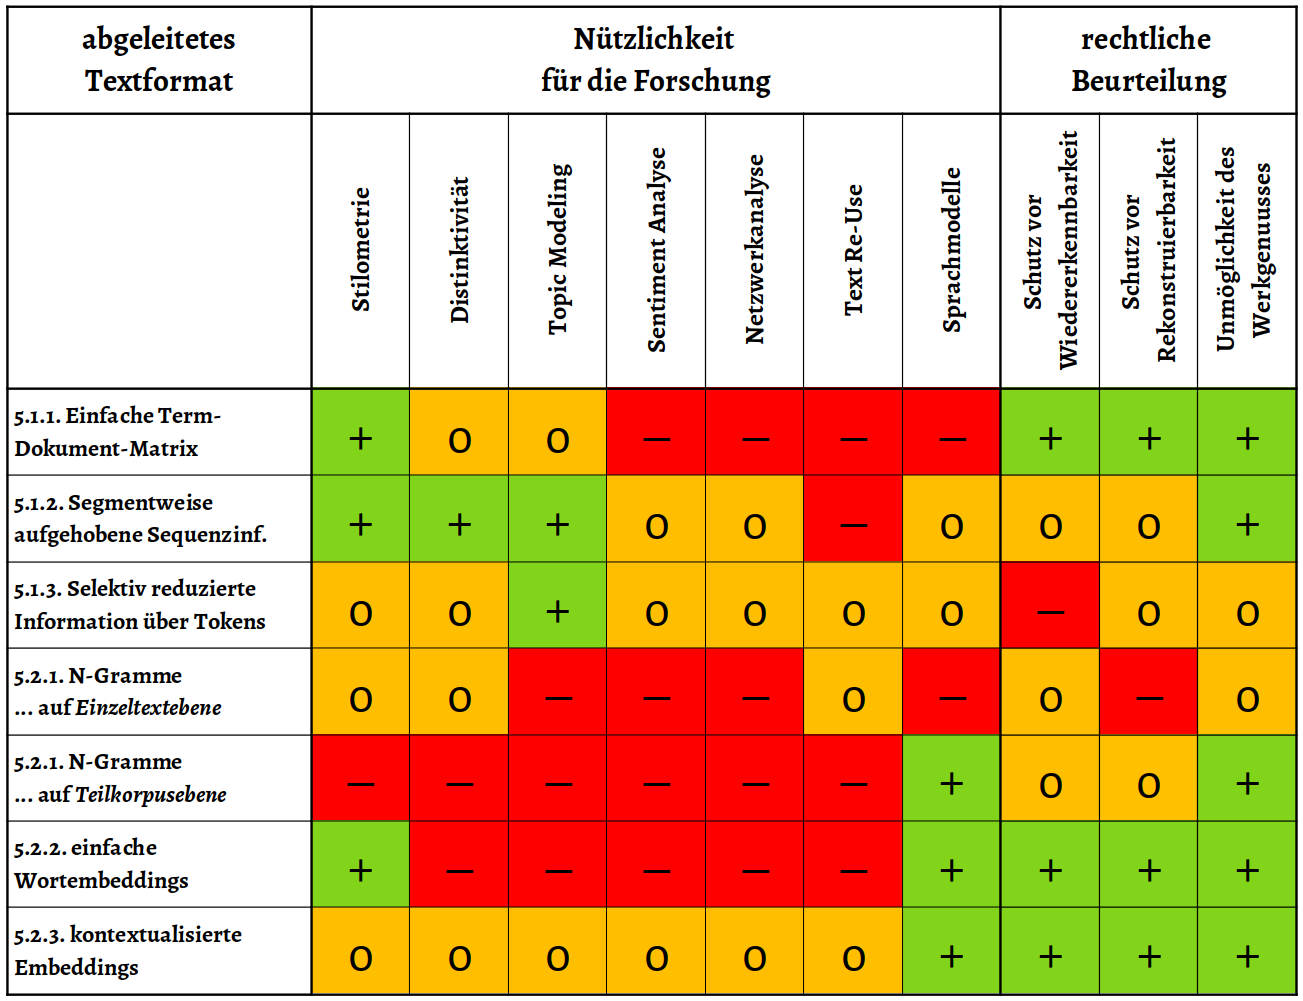 abgeleitetes
Textformat
Nützlichkeit
für die Forschung
rechtliche
Beurteilung
Stilometrie
Distinktivität
Topic Modeling
Sentiment Analyse
Netzwerkanalyse
Text Re-Use
Sprachmodelle
Schutz vor
Wiedererkennbarkeit
Schutz vor
Rekonstruierbarkeit
Unmöglichkeit des
Werkgenuusses
5.1.1. Einfache Term-
Dokument-Matrix
+ o o – – – – + + +
5.1.2. Segmentweise
aufgehobene Sequenzinf.
+ + + o o – o o o +
5.1.3. Selektiv reduzierte
Information über Tokens
o o + o o o o – o o
5.2.1. N-Gramme
... auf Einzeltextebene
o o – – – o – o – o
5.2.1. N-Gramme
... auf Teilkorpusebene
– – – – – – + o o +
5.2.2. einfache
Wortembeddings
+ – – – – – + + + +
5.2.3. kontextualisierte
Embeddings
o o o o o o + + + +